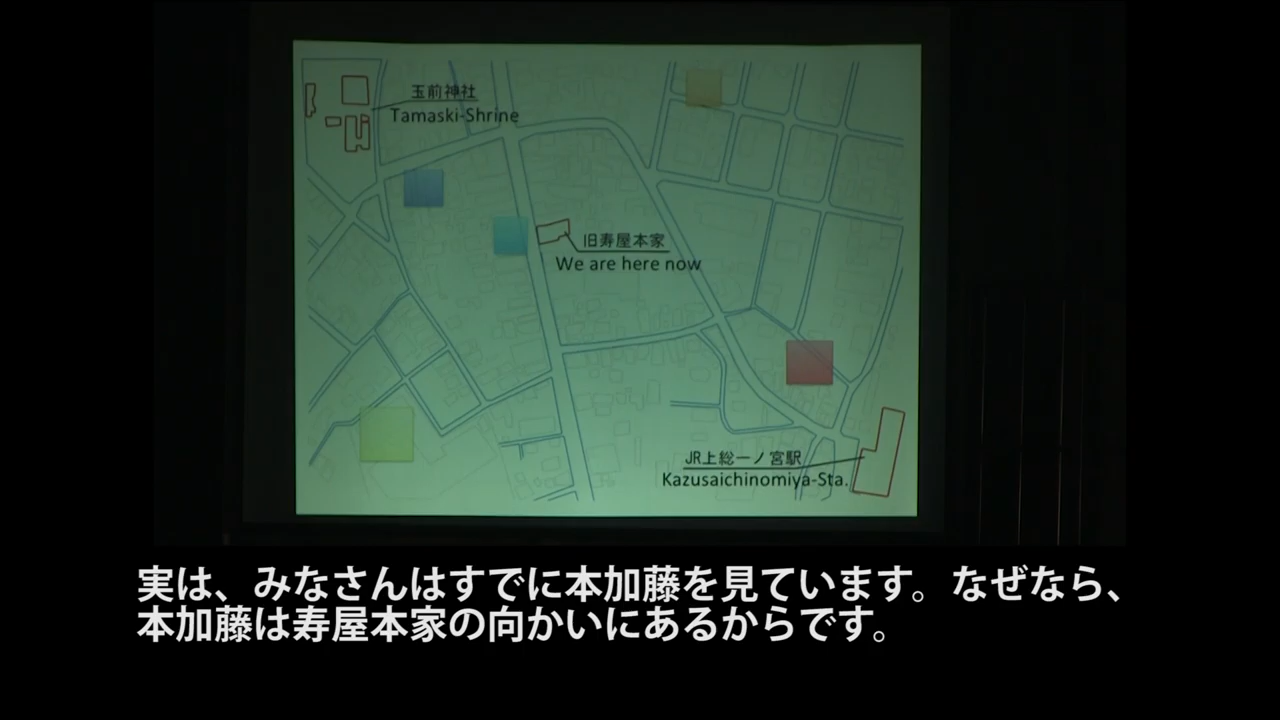 玉前神社
Tamaski-Shrine
旧寿屋本家
We are here now
JR上総一ノ宮駅
Kazusaichinomiya-Sta.
実は、みなさんはすでに本加藤を見ています。なぜなら、
本加藤は寿屋本家の向かいにあるからです。